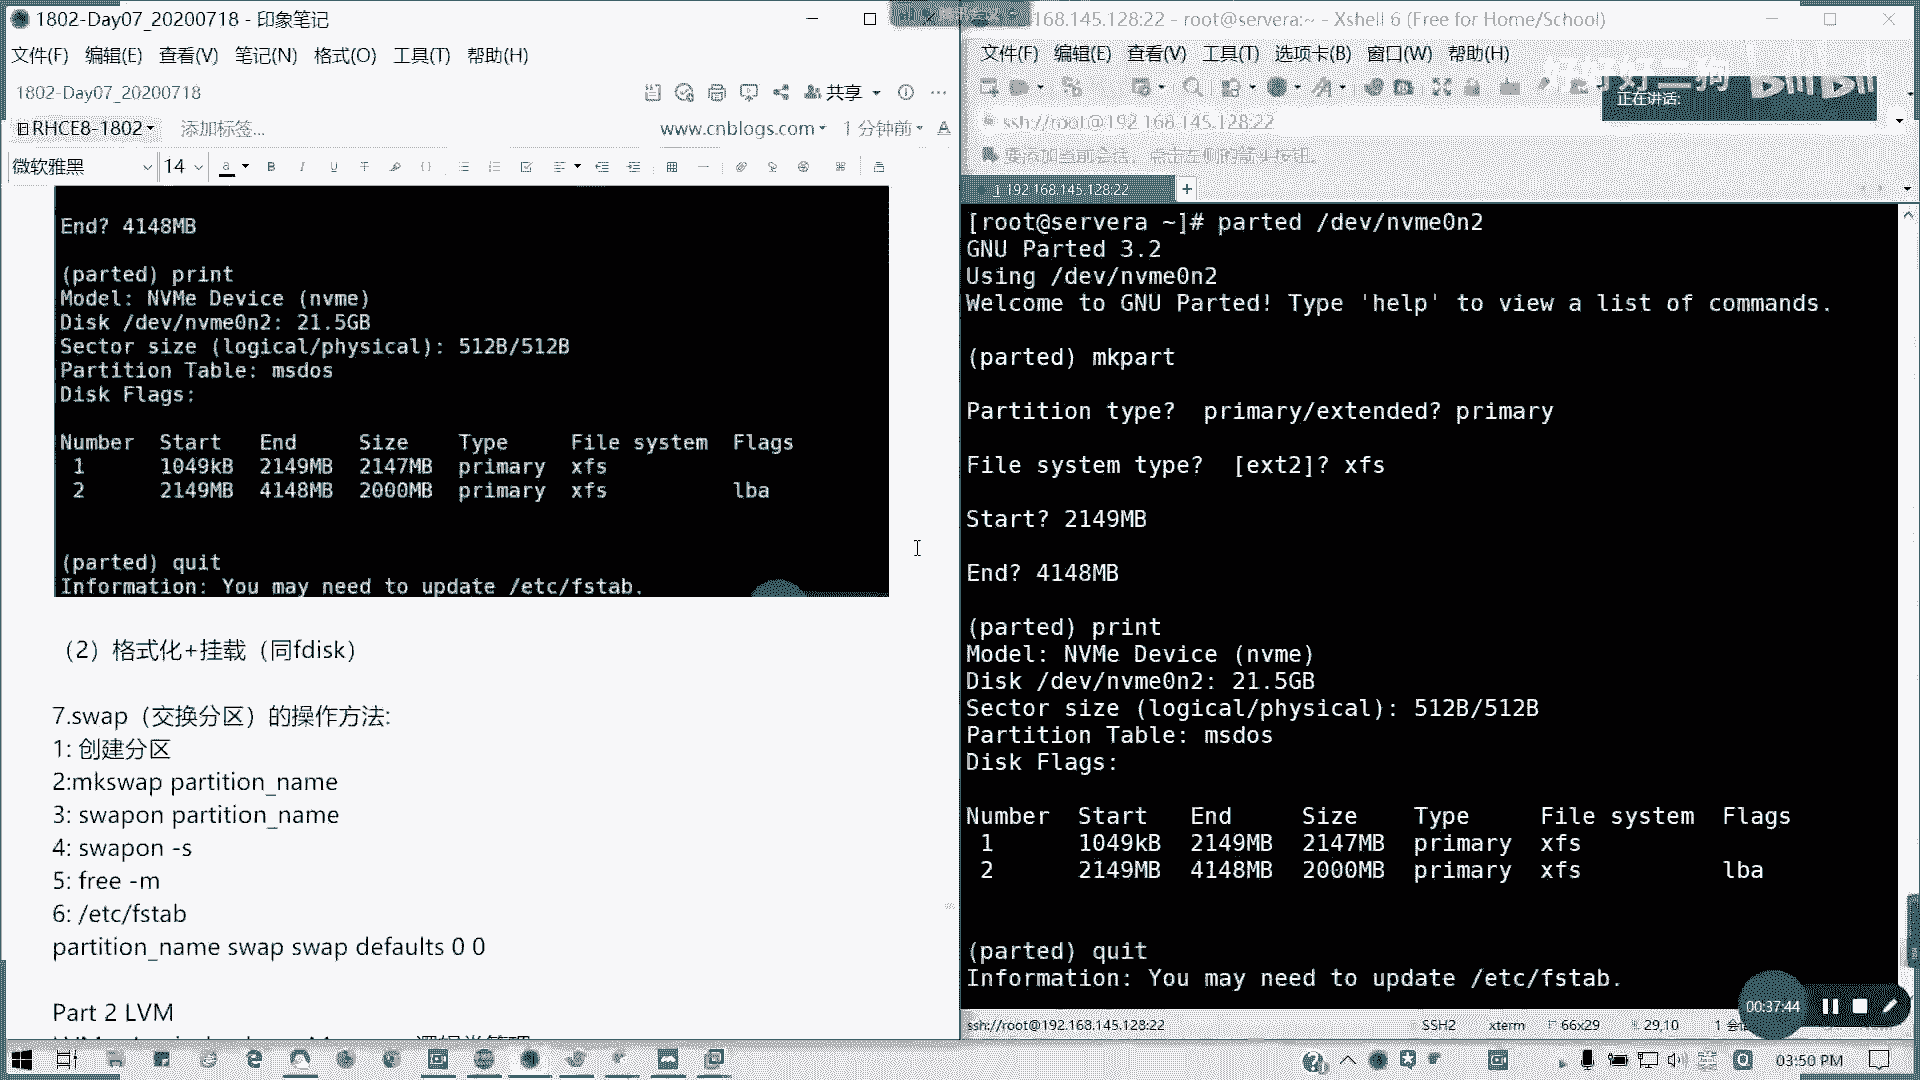 1802-Day07_20200718 - 印象笔记
文件(F) 编辑(E) 查看(V) 笔记(N) 格式(O) 工具(T) 帮助(H)
1802-Day07_20200718
共享
RHCE8-1802 添加标签...
www.cnblogs.com 1 分钟前
微软雅黑 14
End? 4148MB
(parted) print
Model: NVMe Device (nvme)
Disk /dev/nvme0n2: 21.5GB
Sector size (logical/physical): 512B/512B
Partition Table: msdos
Disk Flags:
Number Start End Size Type File system Flags
1 1049kB 2149MB 2147MB primary xfs
2 2149MB 4148MB 2000MB primary xfs lba
(parted) quit
Information: You may need to update /etc/fstab.
（2）格式化+挂载（同fdisk）
7.swap（交换分区）的操作方法:
1: 创建分区
2:mkswap partition_name
3: swapon partition_name
4: swapon -s
5: free -m
6: /etc/fstab
partition_name swap swap defaults 0 0
Part 2 LVM
168.145.128:22 - root@servera:~ - Xshell 6 (Free for Home/School)
文件(F) 编辑(E) 查看(V) 工具(T) 选项卡(B) 窗口(W) 帮助(H)
正在讲话:
ssh://root@192.168.145.128:22
要添加当前会话，点击左侧的箭头按钮。
1 192.168.145.128:22
[root@servera ~]# parted /dev/nvme0n2
GNU Parted 3.2
Using /dev/nvme0n2
Welcome to GNU Parted! Type 'help' to view a list of commands.
(parted) mkpart
Partition type? primary/extended? primary
File system type? [ext2]? xfs
Start? 2149MB
End? 4148MB
(parted) print
Model: NVMe Device (nvme)
Disk /dev/nvme0n2: 21.5GB
Sector size (logical/physical): 512B/512B
Partition Table: msdos
Disk Flags:
Number Start End Size Type File system Flags
1 1049kB 2149MB 2147MB primary xfs
2 2149MB 4148MB 2000MB primary xfs lba
(parted) quit
Information: You may need to update /etc/fstab.
00:37:44
ssh://root@192.168.145.128:22 SSH2 xterm 66x29 29,10
03:50 PM